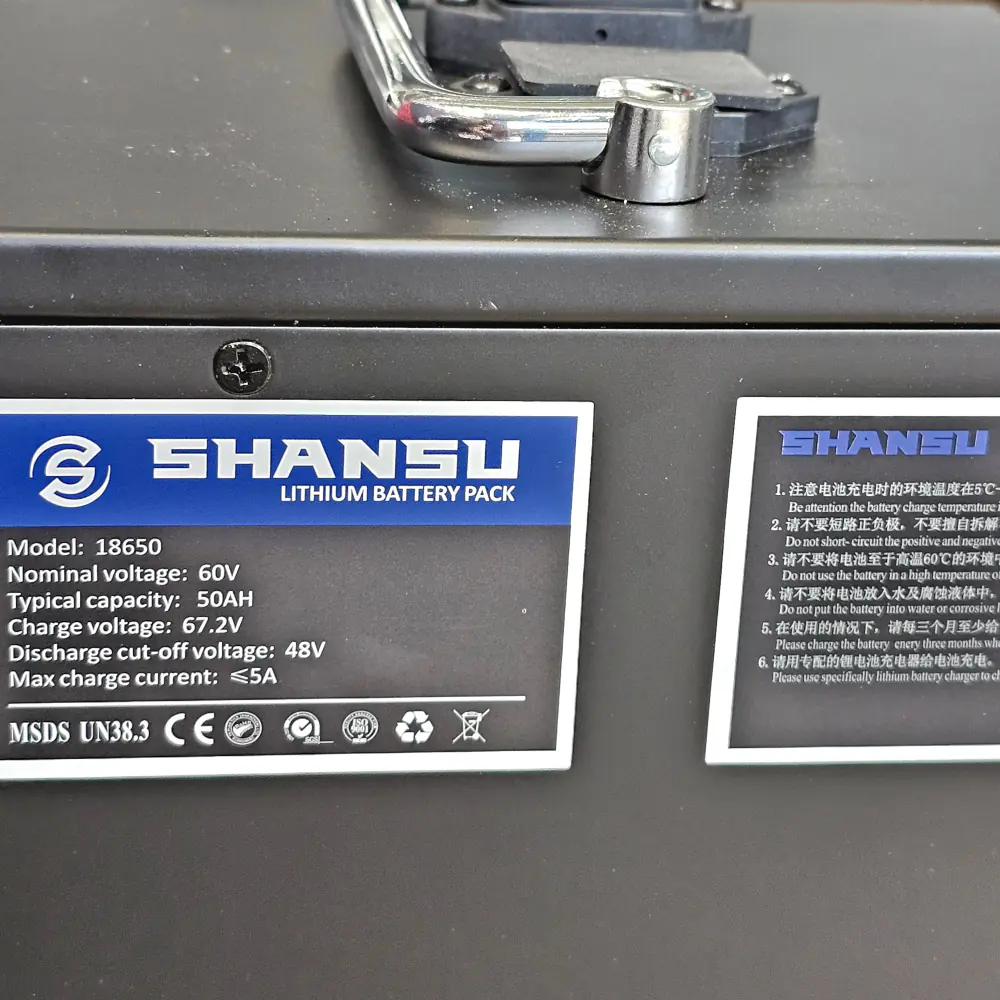 SHANSU
LITHIUM BATTERY PACK
Model: 18650
Nominal voltage: 60V
Typical capacity: 50AH
Charge voltage: 67.2V
Discharge cut-off voltage: 48V
Max charge current: ≤5A
MSDS UN38.3 CE
ISO
9001
SHANSU
1. 注意电池充电时的环境温度在5℃
Be attention the battery charge temperature
2. 请不要短路正负极，不要擅自拆解
Do not short- circuit the positive and negative
3. 请不要将电池至于高温60℃的环境
Do not use the battery in a high temperature
4. 请不要将电池放入水及腐蚀液体中，
Do not put the battery into water or corrosive
5. 在使用的情况下，请每三个月至少给
Please charge the battery enery three months
6. 请用专配的锂电池充电器给电池充电。
Please use specifically lithium battery charger to